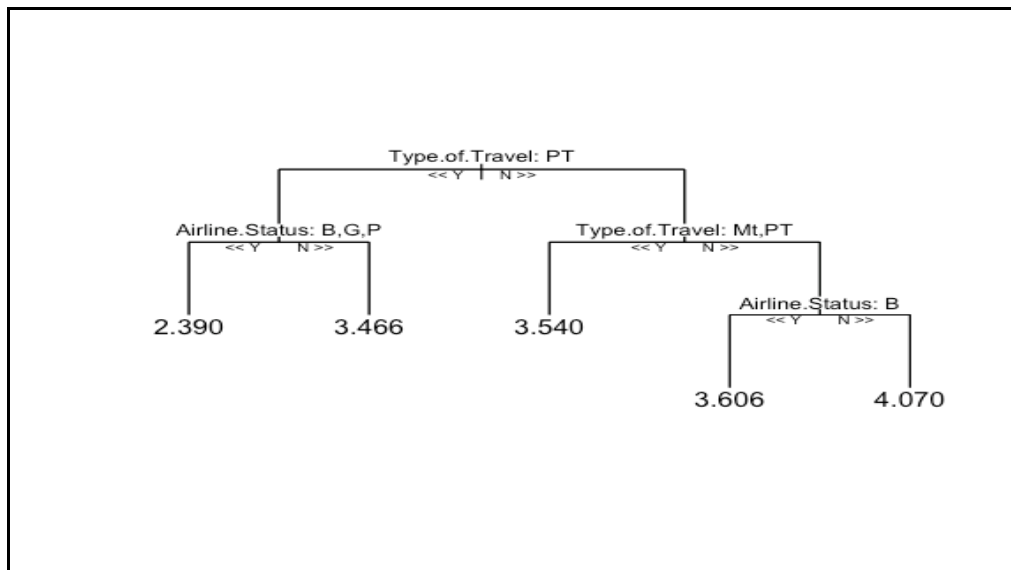 Type.of.Travel: PT
<< Y N >>
Airline.Status: B,G,P
<< Y N >>
Type.of.Travel: Mt,PT
<< Y N >>
Airline.Status: B
<< Y N >>
2.390
3.466
3.540
3.606
4.070